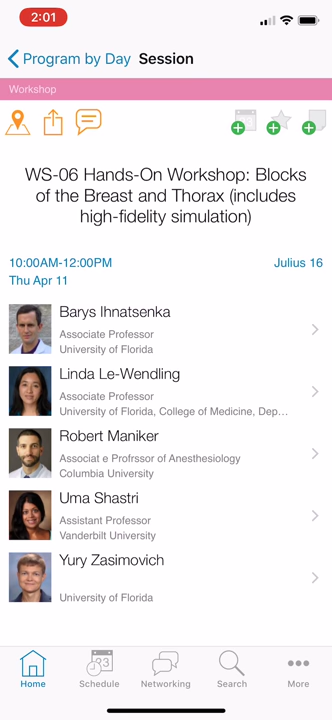 2:01
Program by Day Session
Workshop
WS-06 Hands-On Workshop: Blocks
of the Breast and Thorax (includes
high-fidelity simulation)
10:00AM-12:00PM Julius 16
Thu Apr 11
Barys Ihnatsenka
Associate Professor
University of Florida
Linda Le-Wendling
Associate Professor
University of Florida, College of Medicine, Dep...
Robert Maniker
Associat e Profrssor of Anesthesiology
Columbia University
Uma Shastri
Assistant Professor
Vanderbilt University
Yury Zasimovich
University of Florida
23
Home Schedule Networking Search More